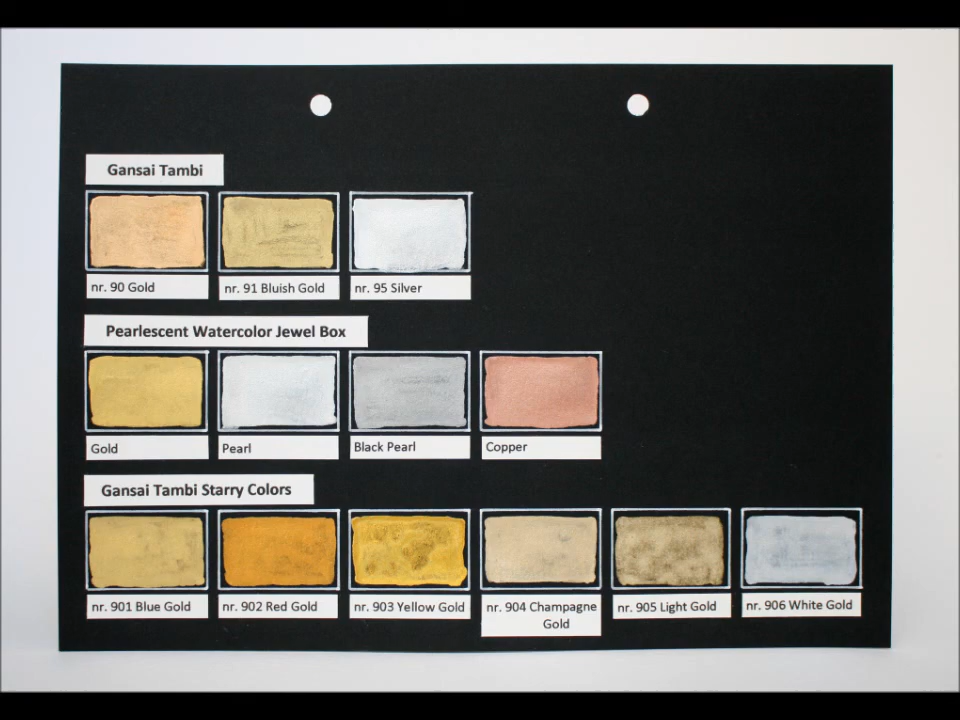 Gansai Tambi
nr. 90 Gold
nr. 91 Bluish Gold
nr. 95 Silver
Pearlescent Watercolor Jewel Box
Gold
Pearl
Black Pearl
Copper
Gansai Tambi Starry Colors
nr. 901 Blue Gold
nr. 902 Red Gold
nr. 903 Yellow Gold
nr. 904 Champagne
Gold
nr. 905 Light Gold
nr. 906 White Gold